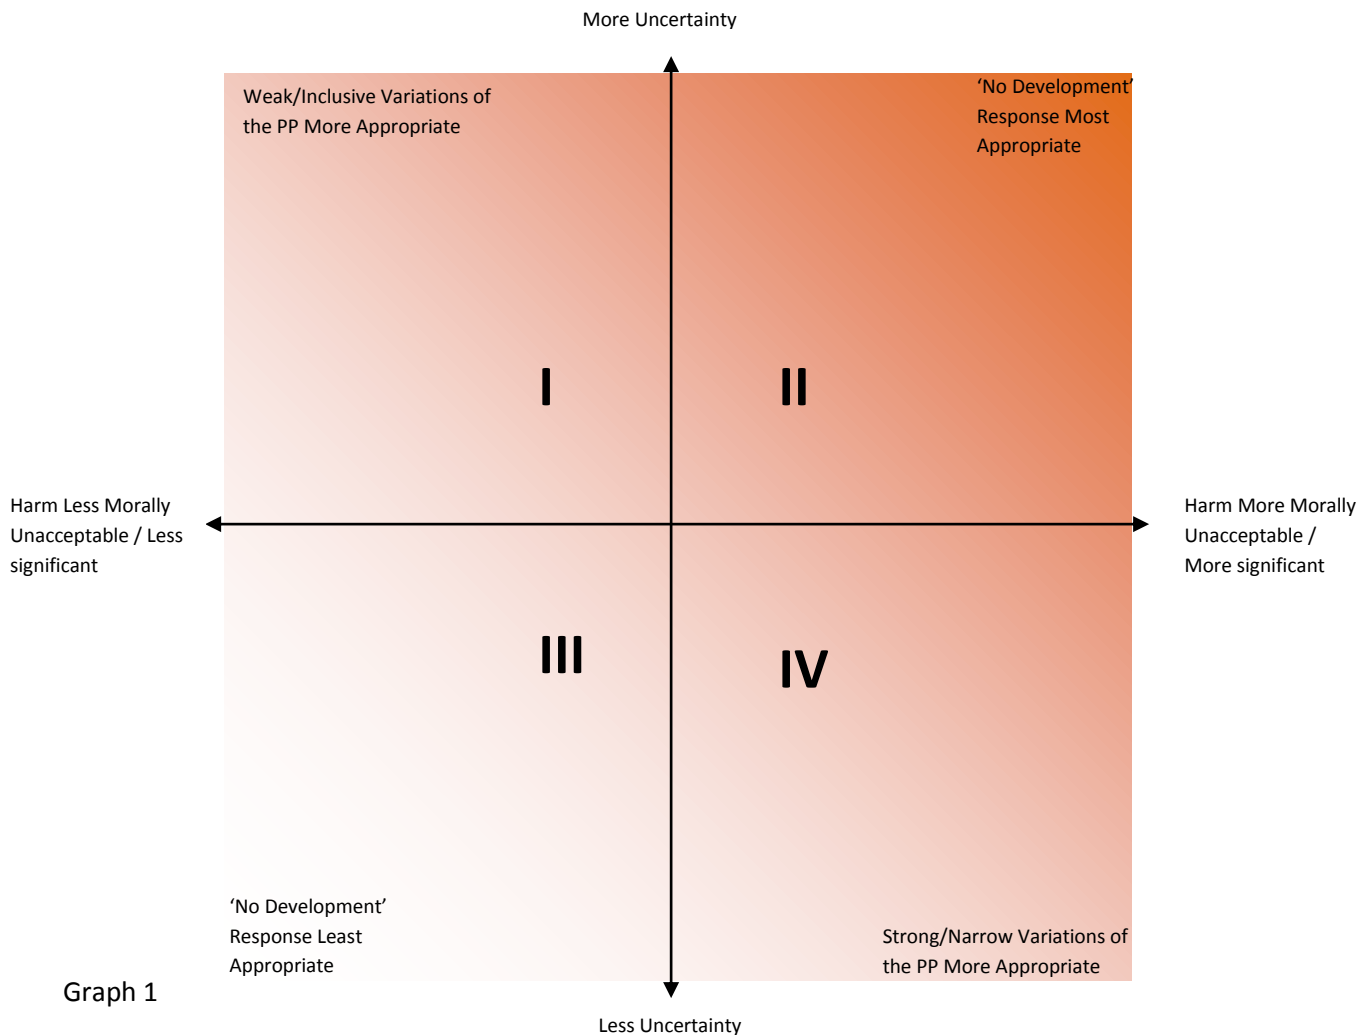 More Uncertainty
Weak/Inclusive Variations of
the PP More Appropriate
‘No Development’
Response Most
Appropriate
I
II
Harm Less Morally
Unacceptable / Less
significant
Harm More Morally
Unacceptable /
More significant
III
IV
‘No Development’
Response Least
Appropriate
Strong/Narrow Variations of
the PP More Appropriate
Graph 1
Less Uncertainty